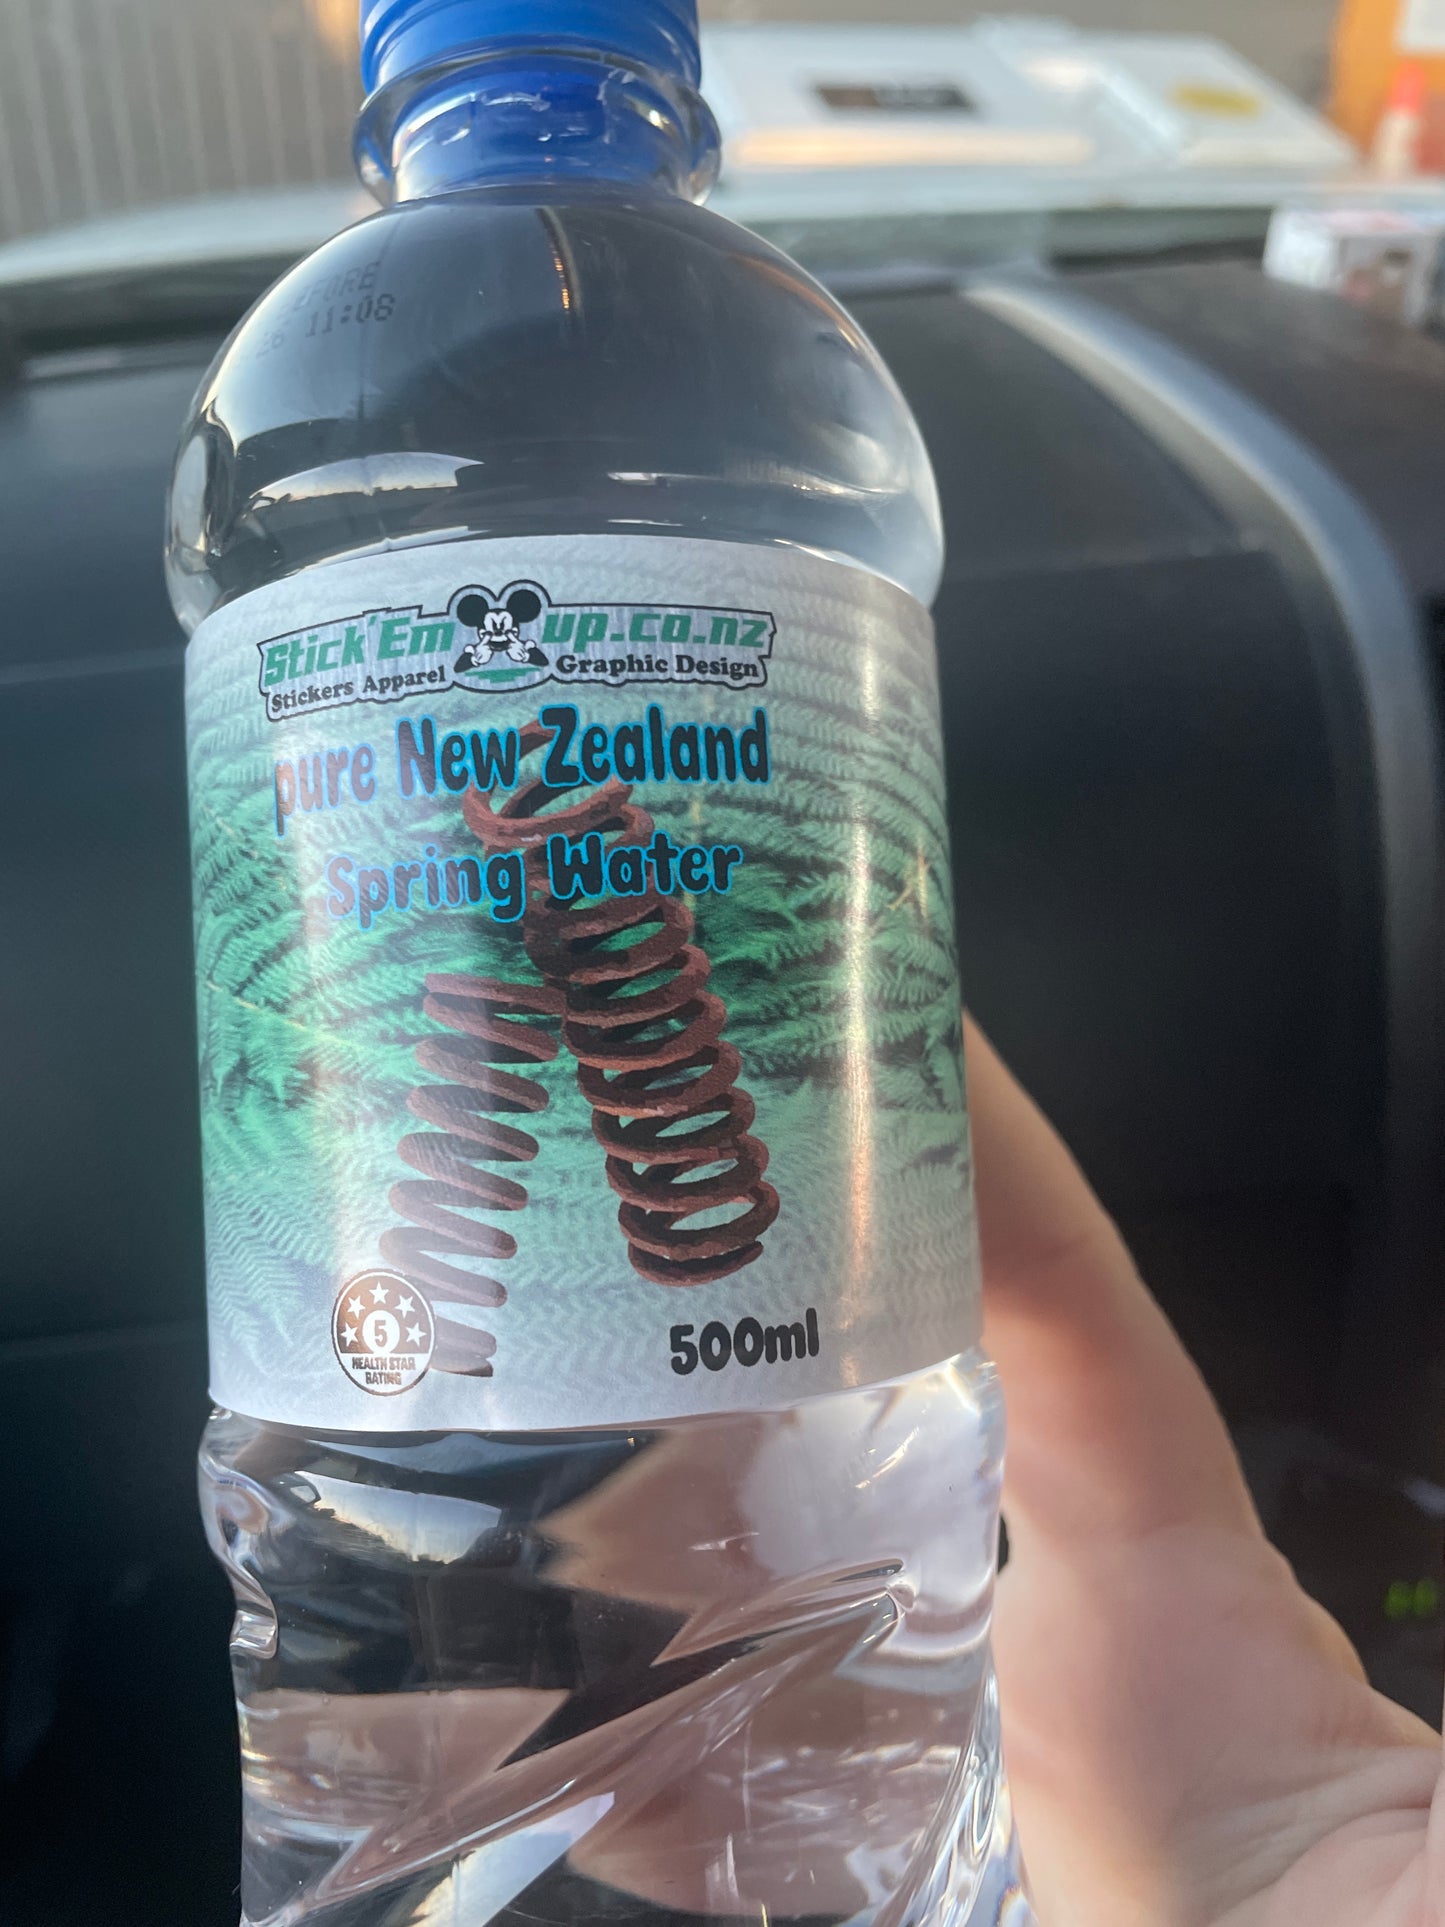 11:08
Stick'Em up.co.nz
Stickers Apparel Graphic Design
pure New Zealand
Spring Water
5
HEALTH STAR
RATING
500ml